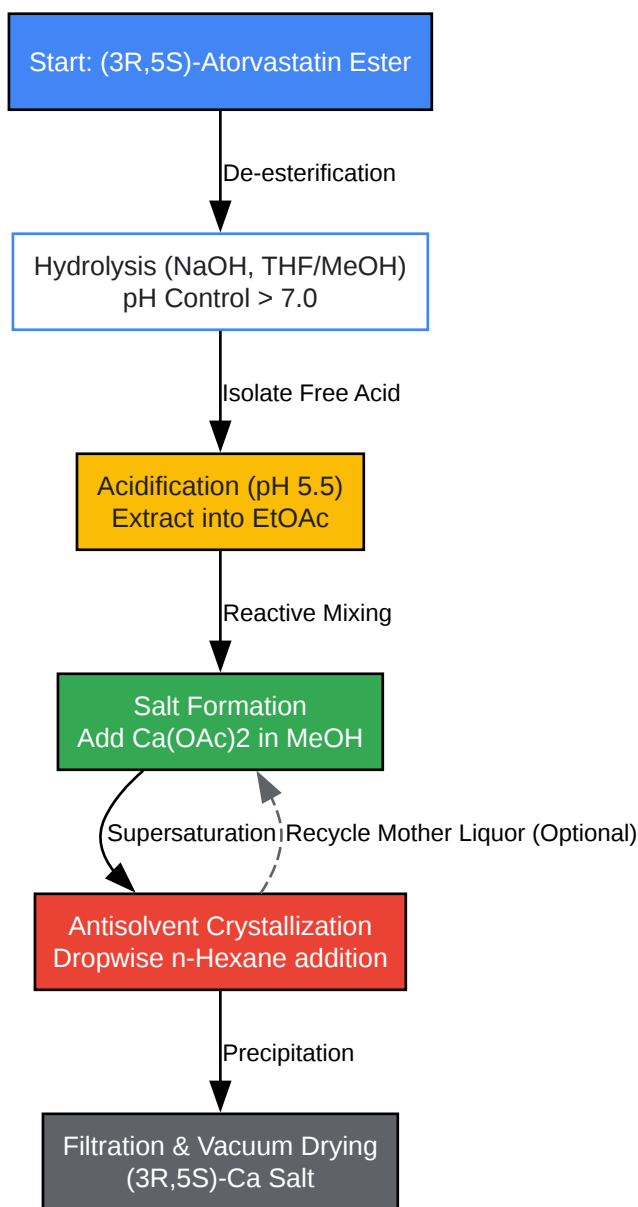 Start: (3R,5S)-Atorvastatin Ester
De-esterification
Hydrolysis (NaOH, THF/MeOH)
pH Control > 7.0
Isolate Free Acid
Acidification (pH 5.5)
Extract into EtOAc
Reactive Mixing
Salt Formation
Add Ca(OAc)2 in MeOH
Supersaturation
Recycle Mother Liquor (Optional)
Antisolvent Crystallization
Dropwise n-Hexane addition
Precipitation
Filtration & Vacuum Drying
(3R,5S)-Ca Salt